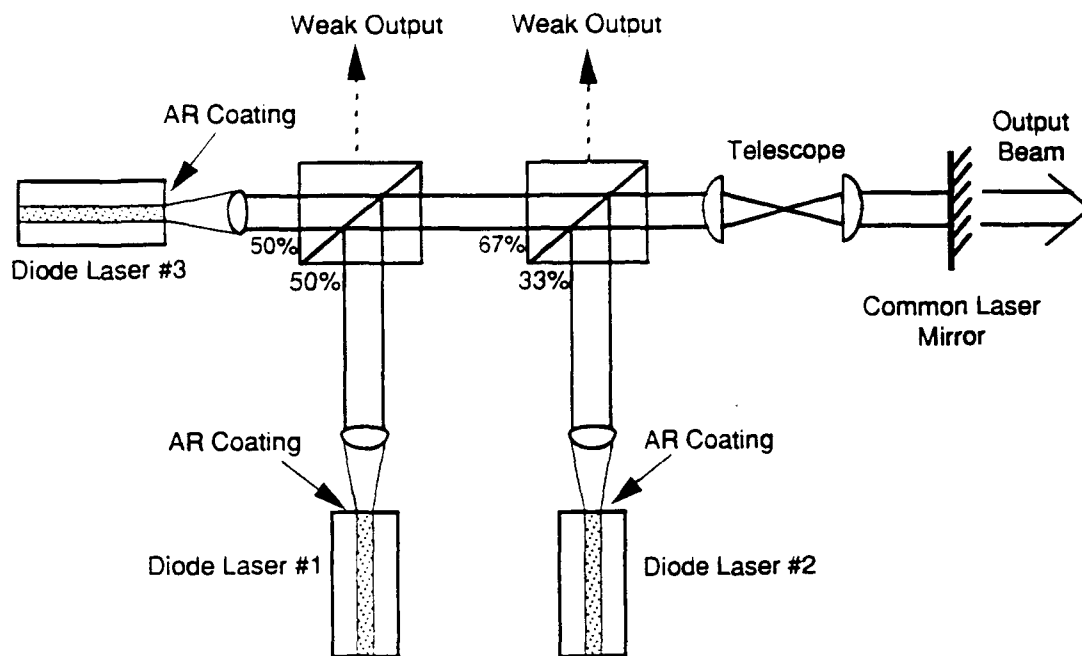 Weak Output
Weak Output
AR Coating
Telescope
Output
Beam
50%
50%
67%
33%
Diode Laser #3
Common Laser
Mirror
AR Coating
AR Coating
Diode Laser #1
Diode Laser #2